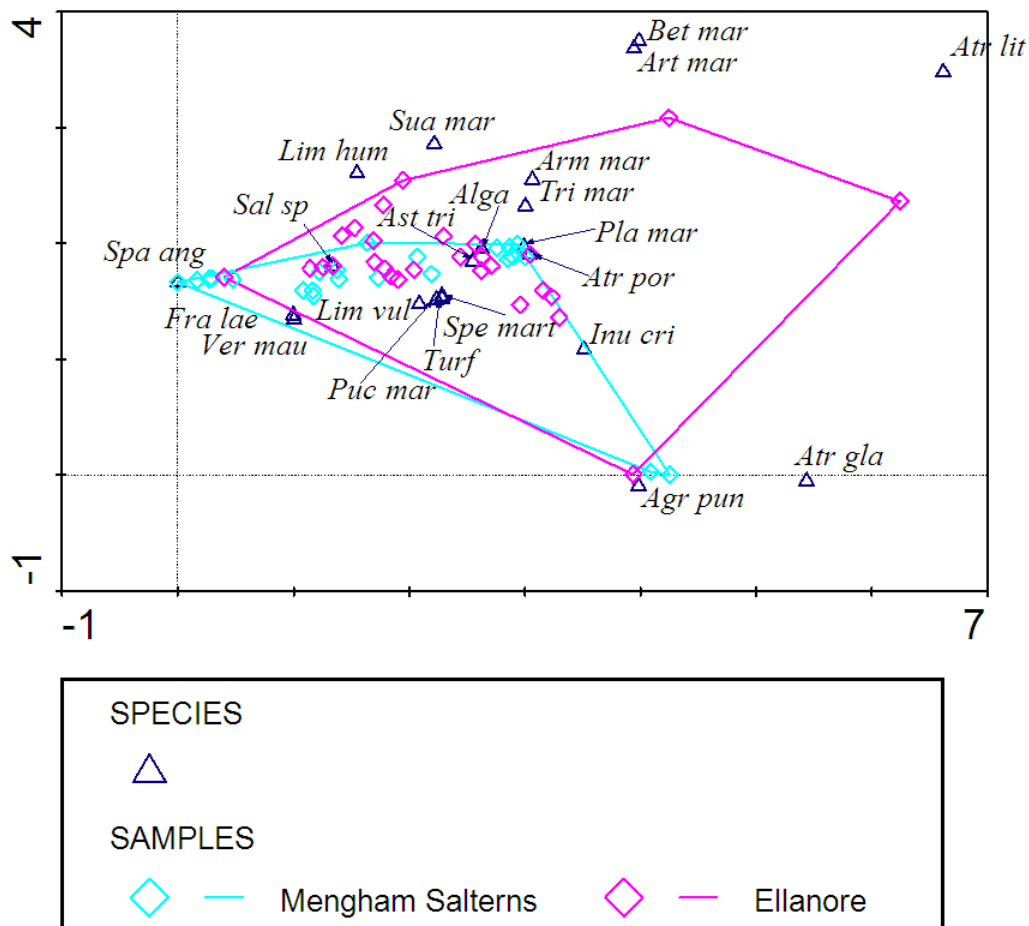 4
Bet mar
Art mar
Atr lit
Sua mar
Lim hum
Arm mar
Alga
Tri mar
Sal sp
Ast tri
Pla mar
Spa ang
Atr por
Fra lae
Lim vul
Spe mart
Inu cri
Ver mau
Turf
Puc mar
Atr gla
Agr pun
-1
-1
7
SPECIES
SAMPLES
Mengham Salterns
Ellanore